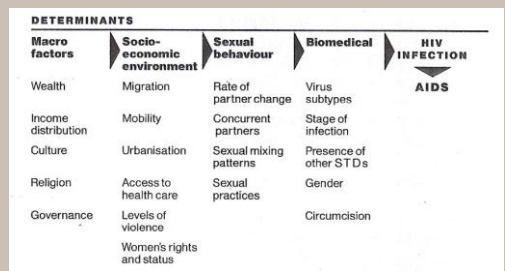 DETERMINANTS
Macro factors
Socio-economic environment
Sexual behaviour
Biomedical
HIV INFECTION
AIDS
Wealth
Income distribution
Culture
Religion
Governance
Migration
Mobility
Urbanisation
Access to health care
Levels of violence
Women's rights and status
Rate of partner change
Concurrent partners
Sexual mixing patterns
Sexual practices
Virus subtypes
Stage of infection
Presence of other STDs
Gender
Circumcision